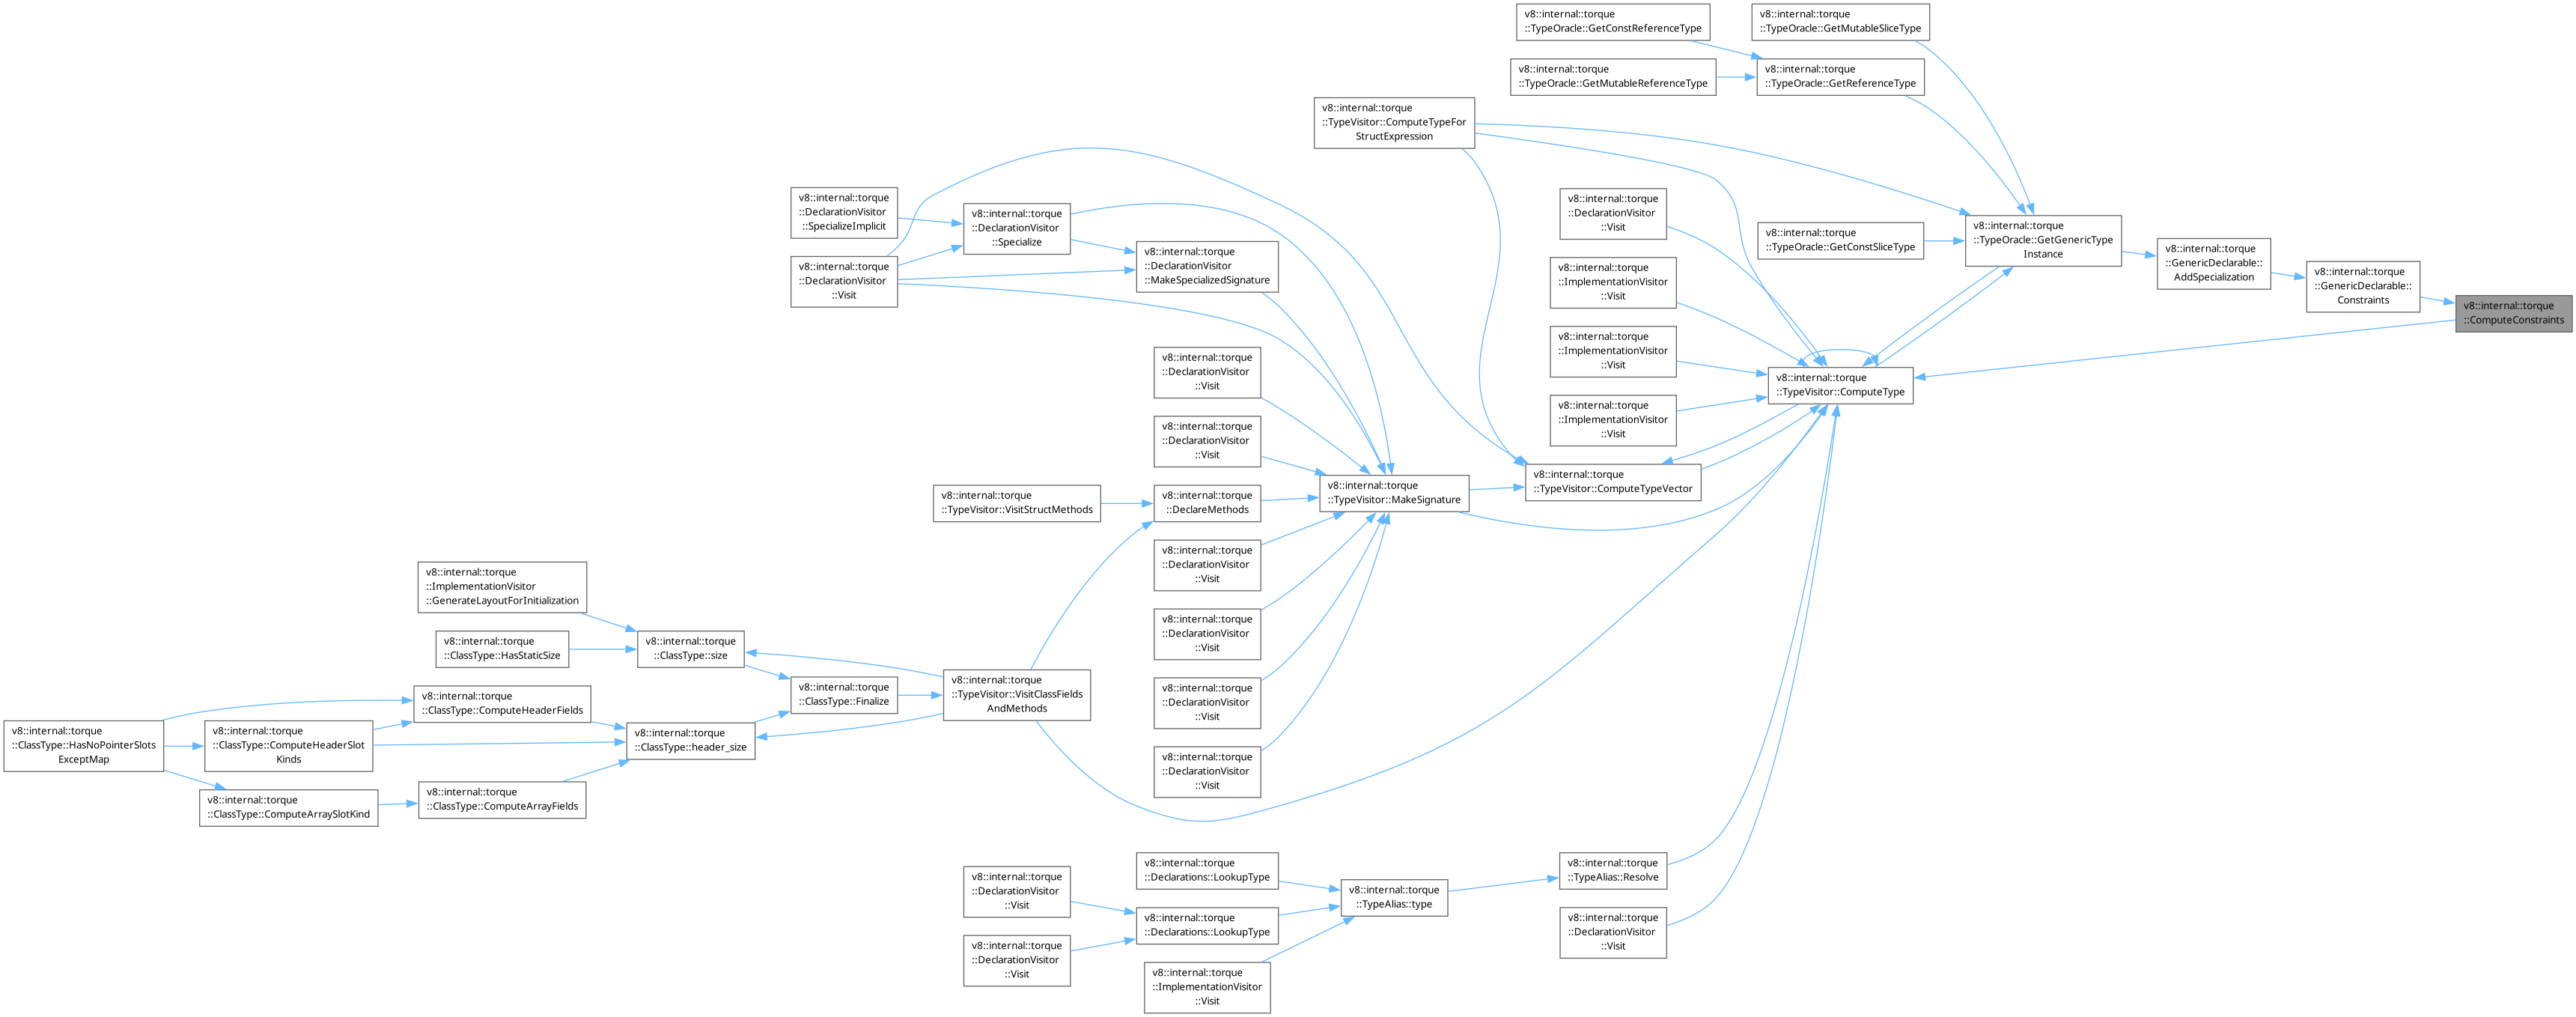 v8::internal::torque
::TypeOracle::GetConstReferenceType
v8::internal::torque
::TypeOracle::GetMutableSliceType
v8::internal::torque
::TypeOracle::GetMutableReferenceType
v8::internal::torque
::TypeOracle::GetReferenceType
v8::internal::torque
::TypeVisitor::ComputeTypeFor
StructExpression
v8::internal::torque
::DeclarationVisitor
::SpecializeImplicit
v8::internal::torque
::DeclarationVisitor
::Specialize
v8::internal::torque
::DeclarationVisitor
::Visit
v8::internal::torque
::DeclarationVisitor
::MakeSpecializedSignature
v8::internal::torque
::DeclarationVisitor
::Visit
v8::internal::torque
::TypeOracle::GetConstSliceType
v8::internal::torque
::TypeOracle::GetGenericType
Instance
v8::internal::torque
::GenericDeclarable::
AddSpecialization
v8::internal::torque
::GenericDeclarable::
Constraints
v8::internal::torque
::ComputeConstraints
v8::internal::torque
::ImplementationVisitor
::Visit
v8::internal::torque
::ImplementationVisitor
::Visit
v8::internal::torque
::ImplementationVisitor
::Visit
v8::internal::torque
::TypeVisitor::ComputeType
v8::internal::torque
::DeclarationVisitor
::Visit
v8::internal::torque
::DeclarationVisitor
::Visit
v8::internal::torque
::TypeVisitor::VisitStructMethods
v8::internal::torque
::DeclareMethods
v8::internal::torque
::TypeVisitor::MakeSignature
v8::internal::torque
::TypeVisitor::ComputeTypeVector
v8::internal::torque
::DeclarationVisitor
::Visit
v8::internal::torque
::DeclarationVisitor
::Visit
v8::internal::torque
::DeclarationVisitor
::Visit
v8::internal::torque
::DeclarationVisitor
::Visit
v8::internal::torque
::ImplementationVisitor
::GenerateLayoutForInitialization
v8::internal::torque
::ClassType::HasStaticSize
v8::internal::torque
::ClassType::size
v8::internal::torque
::ClassType::Finalize
v8::internal::torque
::TypeVisitor::VisitClassFields
AndMethods
v8::internal::torque
::ClassType::ComputeHeaderFields
v8::internal::torque
::ClassType::HasNoPointerSlots
ExceptMap
v8::internal::torque
::ClassType::ComputeHeaderSlot
Kinds
v8::internal::torque
::ClassType::header_size
v8::internal::torque
::ClassType::ComputeArraySlotKind
v8::internal::torque
::ClassType::ComputeArrayFields
v8::internal::torque
::DeclarationVisitor
::Visit
v8::internal::torque
::DeclarationVisitor
::Visit
v8::internal::torque
::Declarations::LookupType
v8::internal::torque
::Declarations::LookupType
v8::internal::torque
::ImplementationVisitor
::Visit
v8::internal::torque
::TypeAlias::type
v8::internal::torque
::TypeAlias::Resolve
v8::internal::torque
::DeclarationVisitor
::Visit